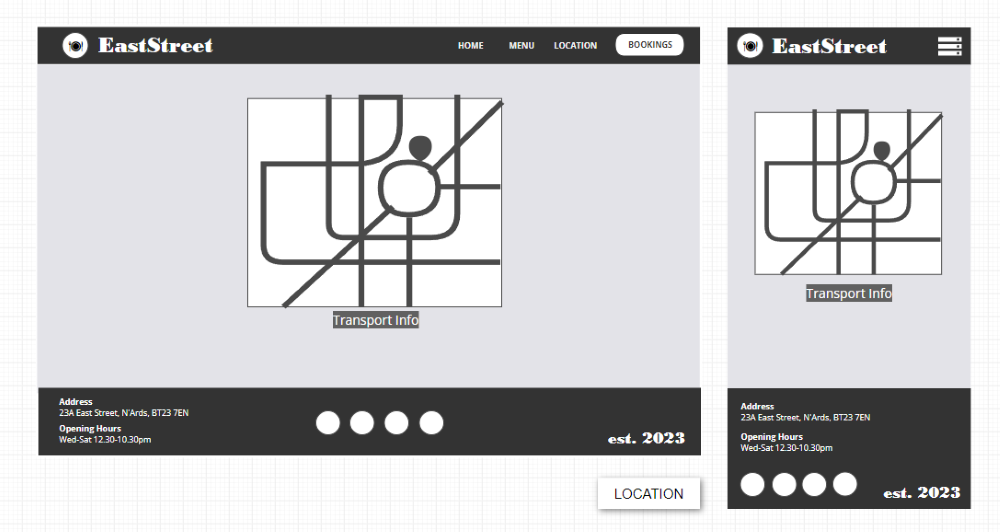 EastStreet
HOME MENU LOCATION BOOKINGS
Transport Info
Address
23A East Street, N'Ards, BT23 7EN
Opening Hours
Wed-Sat 12.30-10.30pm
est. 2023
LOCATION
EastStreet
Transport Info
Address
23A East Street, N'Ards, BT23 7EN
Opening Hours
Wed-Sat 12.30-10.30pm
est. 2023